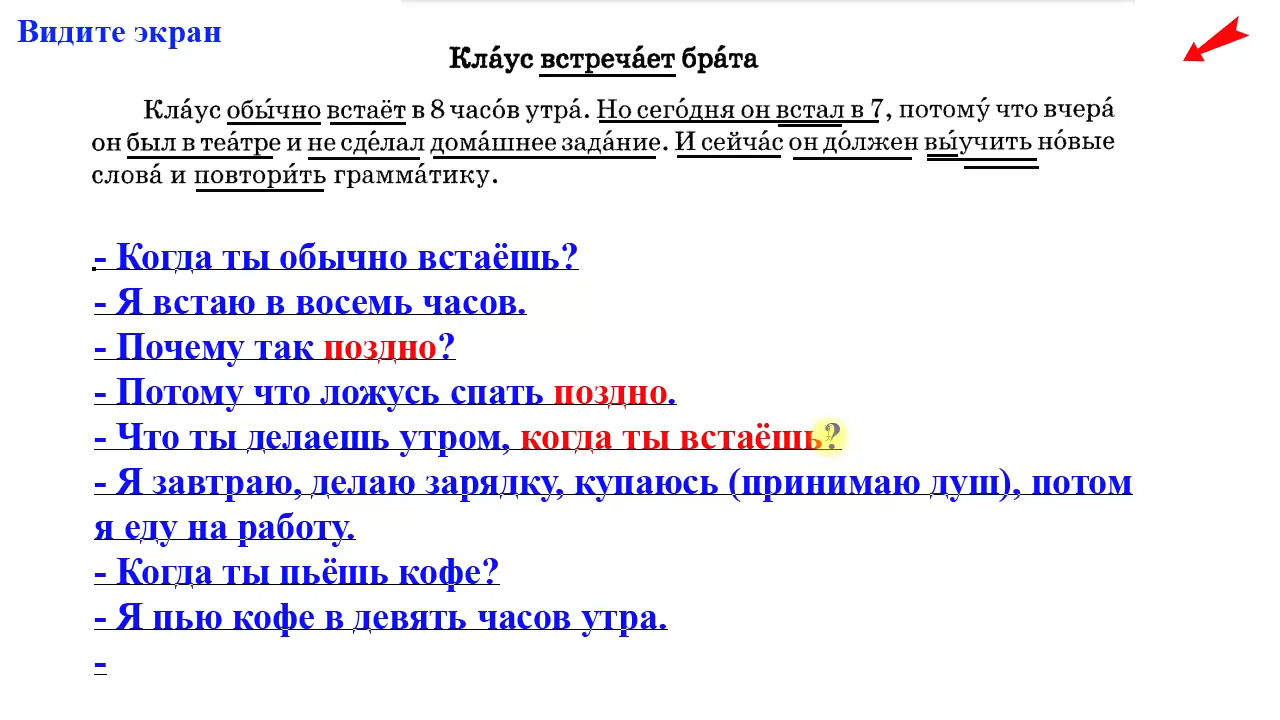 Видите экран
Кла́ус встреча́ет бра́та
Кла́ус обы́чно встаёт в 8 часо́в утра́. Но сего́дня он встал в 7, потому́ что вчера́
он был в теа́тре и не сде́лал дома́шнее зада́ние. И сейча́с он до́лжен вы́учить но́вые
слова́ и повтори́ть грамма́тику.
- Когда ты обычно встаёшь?
- Я встаю в восемь часов.
- Почему так поздно?
- Потому что ложусь спать поздно.
- Что ты делаешь утром, когда ты встаёшь?
- Я завтраю, делаю зарядку, купаюсь (принимаю душ), потом
я еду на работу.
- Когда ты пьёшь кофе?
- Я пью кофе в девять часов утра.
-